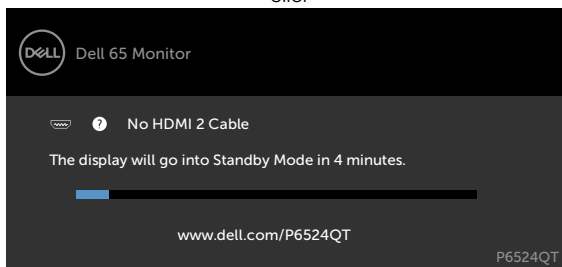 DELL
Dell 65 Monitor
? No HDMI 2 Cable
The display will go into Standby Mode in 4 minutes.
www.dell.com/P6524QT
P6524QT